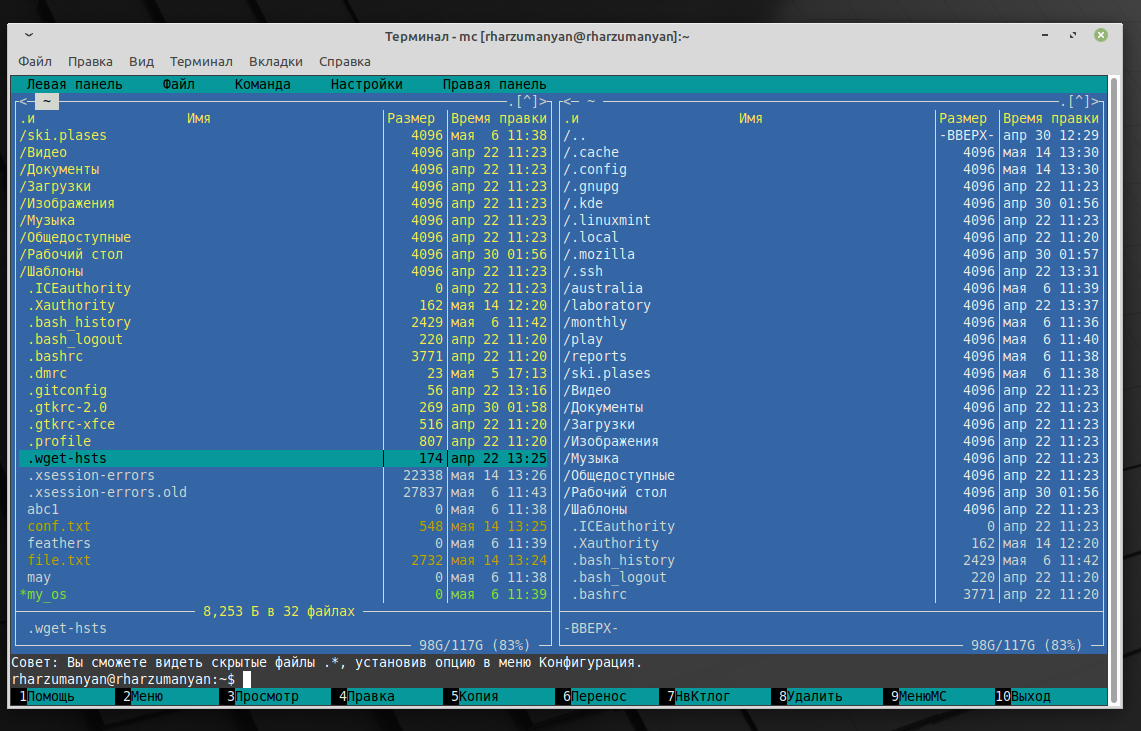 Терминал - mc [rharzumanyan@rharzumanyan]:~
Файл Правка Вид Терминал Вкладки Справка
Левая панель Файл Команда Настройки Правая панель
<─ ~ .[^]>
.и Имя Размер Время правки
/ski.plases 4096 мая 6 11:38
/Видео 4096 апр 22 11:23
/Документы 4096 апр 22 11:23
/Загрузки 4096 апр 22 11:23
/Изображения 4096 апр 22 11:23
/Музыка 4096 апр 22 11:23
/Общедоступные 4096 апр 22 11:23
/Рабочий стол 4096 апр 30 01:56
/Шаблоны 4096 апр 22 11:23
.ICEauthority 0 апр 22 11:23
.Xauthority 162 мая 14 12:20
.bash_history 2429 мая 6 11:42
.bash_logout 220 апр 22 11:20
.bashrc 3771 апр 22 11:20
.dmrc 23 мая 5 17:13
.gitconfig 56 апр 22 13:16
.gtkrc-2.0 269 апр 30 01:58
.gtkrc-xfce 516 апр 22 11:20
.profile 807 апр 22 11:20
.wget-hsts 174 апр 22 13:25
.xsession-errors 22338 мая 14 13:26
.xsession-errors.old 27837 мая 6 11:43
abc1 0 мая 6 11:38
conf.txt 548 мая 14 13:25
feathers 0 мая 6 11:39
file.txt 2732 мая 14 13:24
may 0 мая 6 11:38
*my_os 0 мая 6 11:39
8,253 Б в 32 файлах
.wget-hsts
98G/117G (83%)
<─ ~ .[^]>
.и Имя Размер Время правки
/.. -ВВЕРХ- апр 30 12:29
/.cache 4096 мая 14 13:30
/.config 4096 мая 14 13:30
/.gnupg 4096 апр 22 11:23
/.kde 4096 апр 30 01:56
/.linuxmint 4096 апр 22 11:23
/.local 4096 апр 22 11:20
/.mozilla 4096 апр 30 01:57
/.ssh 4096 апр 22 13:31
/australia 4096 мая 6 11:39
/laboratory 4096 апр 22 13:37
/monthly 4096 мая 6 11:36
/play 4096 мая 6 11:40
/reports 4096 мая 6 11:38
/ski.plases 4096 мая 6 11:38
/Видео 4096 апр 22 11:23
/Документы 4096 апр 22 11:23
/Загрузки 4096 апр 22 11:23
/Изображения 4096 апр 22 11:23
/Музыка 4096 апр 22 11:23
/Общедоступные 4096 апр 22 11:23
/Рабочий стол 4096 апр 30 01:56
/Шаблоны 4096 апр 22 11:23
.ICEauthority 0 апр 22 11:23
.Xauthority 162 мая 14 12:20
.bash_history 2429 мая 6 11:42
.bash_logout 220 апр 22 11:20
.bashrc 3771 апр 22 11:20
-ВВЕРХ-
98G/117G (83%)
Совет: Вы сможете видеть скрытые файлы .*, установив опцию в меню Конфигурация.
rharzumanyan@rharzumanyan:~$
1Помощь 2Меню 3Просмотр 4Правка 5Копия 6Перенос 7НвКтлог 8Удалить 9МенюМС 10Выход